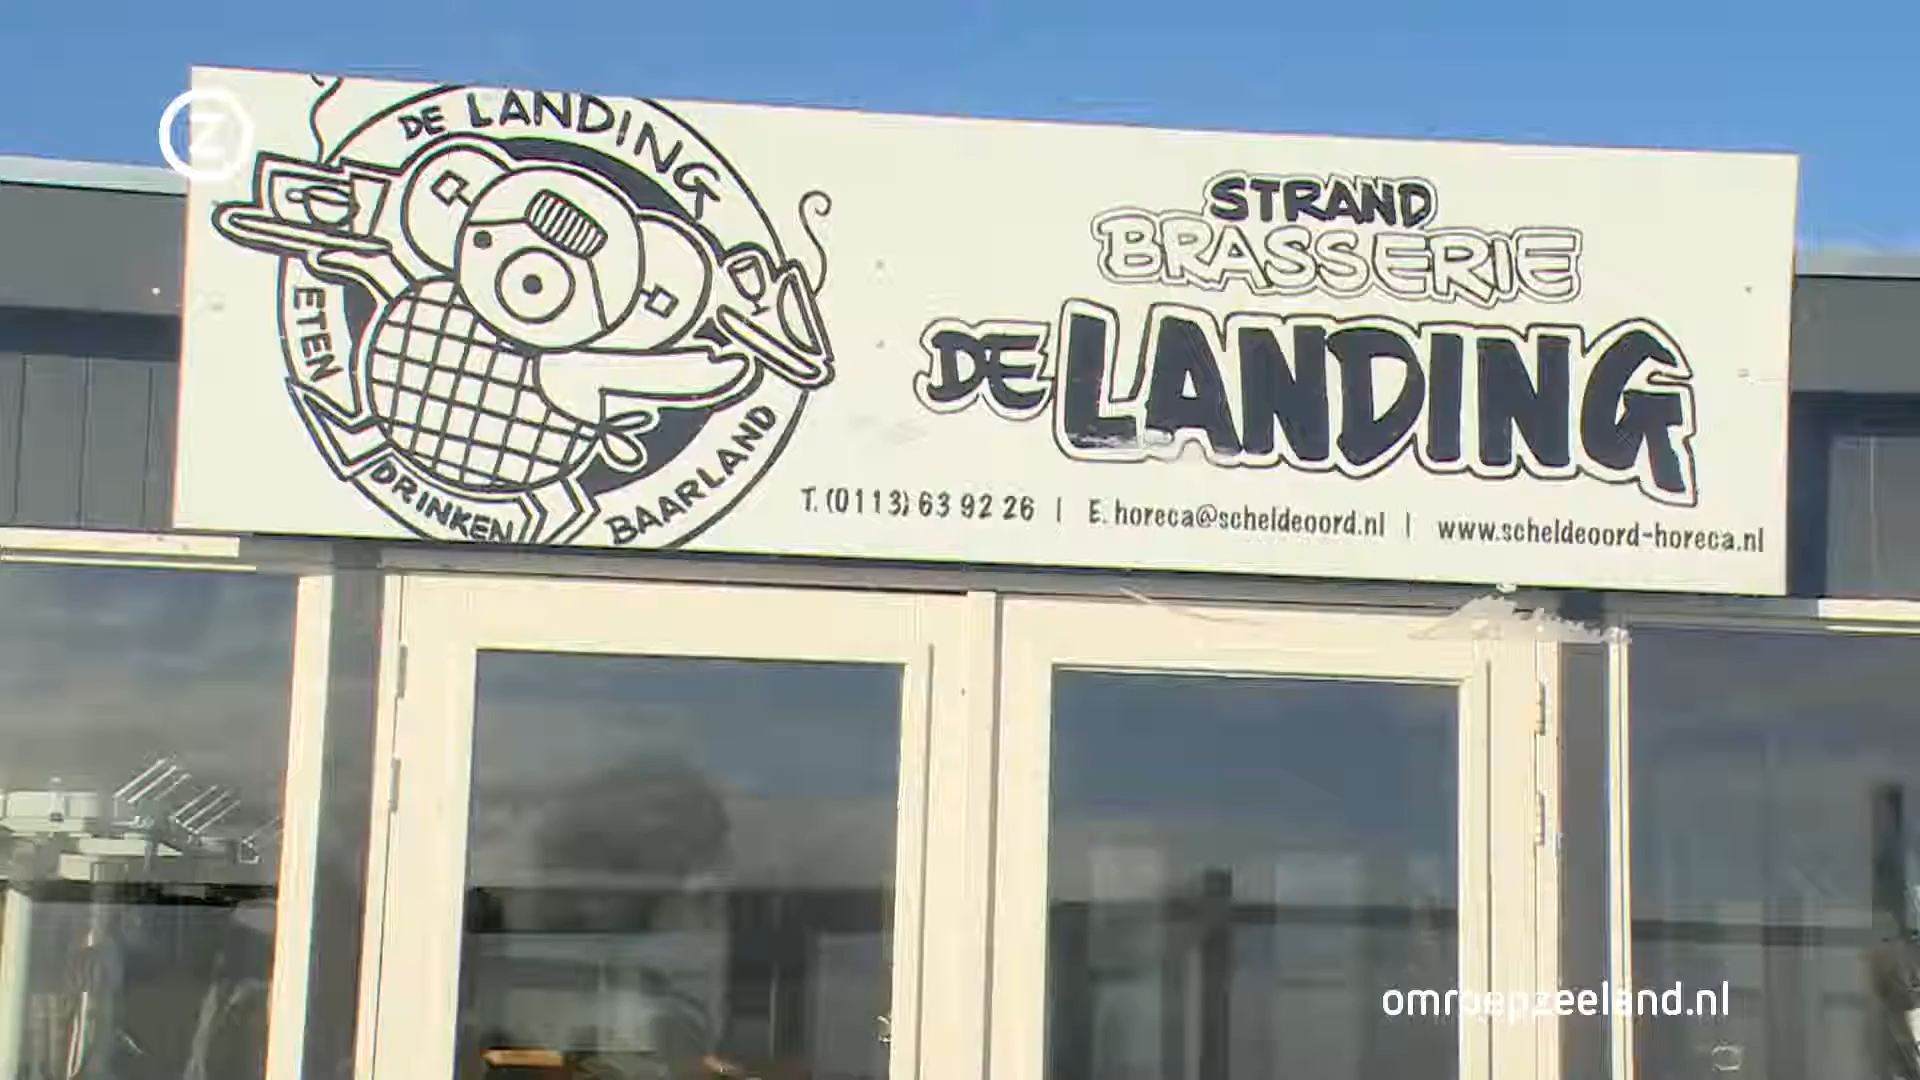 Z
DE LANDING
ETEN
DRINKEN
BAARLAND
STRAND
BRASSERIE
DE LANDING
T. (0113) 63 92 26 | E. horeca@scheldeoord.nl | www.scheldeoord-horeca.nl
omroepzeeland.nl